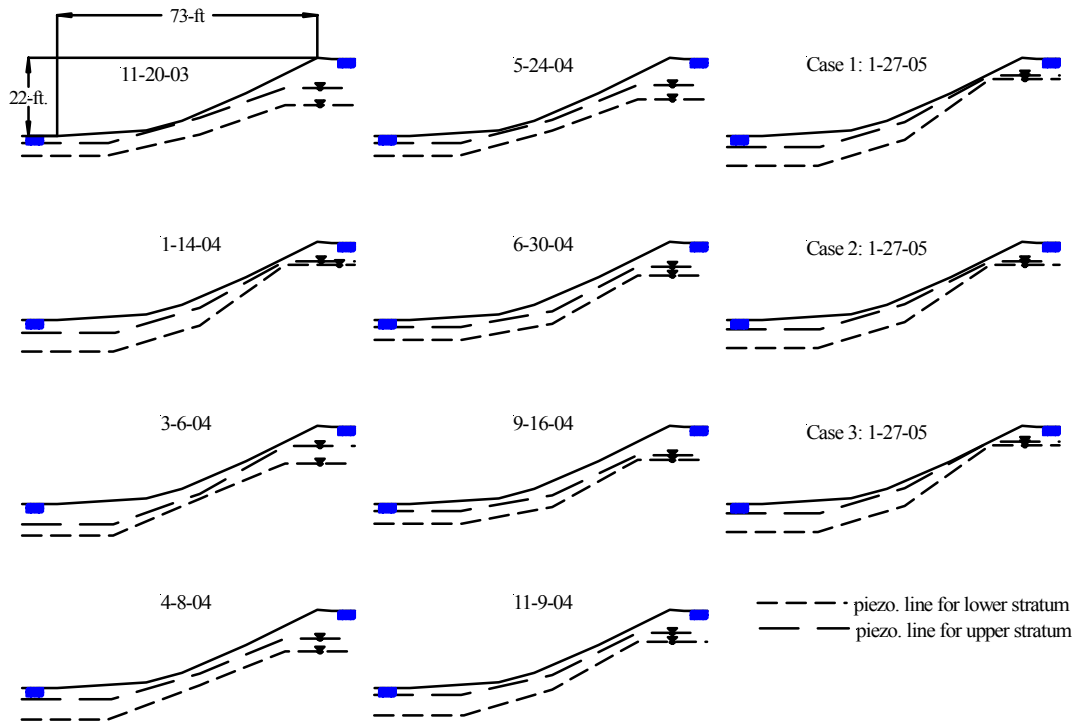 73-ft
22-ft.
11-20-03
5-24-04
Case 1: 1-27-05
1-14-04
6-30-04
Case 2: 1-27-05
3-6-04
9-16-04
Case 3: 1-27-05
4-8-04
11-9-04
piezo. line for lower stratum
piezo. line for upper stratum